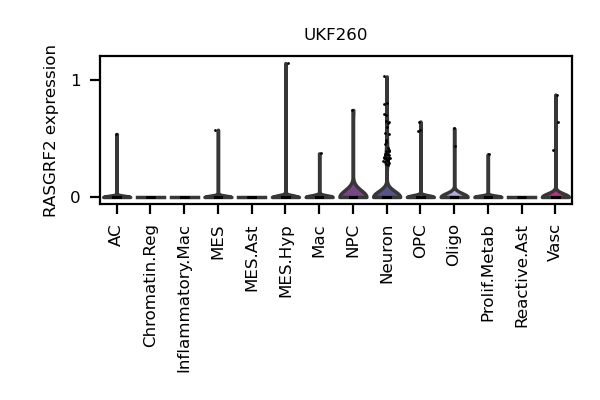 UKF260
RASGRF2 expression
1
0
AC
Chromatin.Reg
Inflammatory.Mac
MES
MES.Ast
MES.Hyp
Mac
NPC
Neuron
OPC
Oligo
Prolif.Metab
Reactive.Ast
Vasc